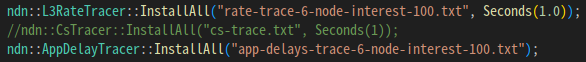 ndn::L3RateTracer::InstallAll("rate-trace-6-node-interest-100.txt", Seconds(1.0));
//ndn::CsTracer::InstallAll("cs-trace.txt", Seconds(1));
ndn::AppDelayTracer::InstallAll("app-delays-trace-6-node-interest-100.txt");